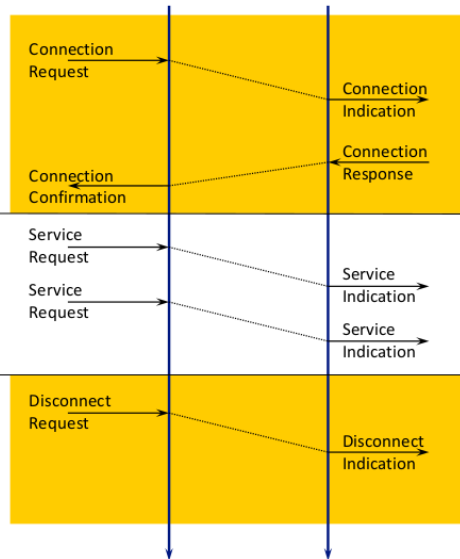 Connection
Request
Connection
Indication
Connection
Response
Connection
Confirmation
Service
Request
Service
Indication
Service
Request
Service
Indication
Disconnect
Request
Disconnect
Indication